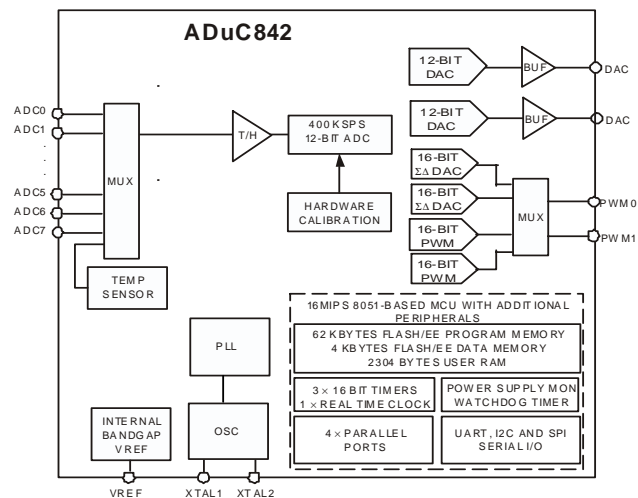 ADuC842
12-BIT
DAC
BUF
DAC
12-BIT
DAC
BUF
DAC
ADC0
ADC1
.
.
.
ADC5
ADC6
ADC7
MUX
T/H
400KSPS
12-BIT ADC
HARDWARE
CALIBRATION
16-BIT
ΣΔ DAC
16-BIT
ΣΔ DAC
16-BIT
PWM
16-BIT
PWM
MUX
PWM0
PWM1
TEMP
SENSOR
16MIPS 8051-BASED MCU WITH ADDITIONAL
PERIPHERALS
62 KBYTES FLASH/EE PROGRAM MEMORY
4 KBYTES FLASH/EE DATA MEMORY
2304 BYTES USER RAM
3 × 16 BIT TIMERS
1 × REAL TIME CLOCK
POWER SUPPLY MON
WATCHDOG TIMER
4 × PARALLEL
PORTS
UART, I2C AND SPI
SERIAL I/O
PLL
OSC
INTERNAL
BANDGAP
VREF
VREF
XTAL1
XTAL2